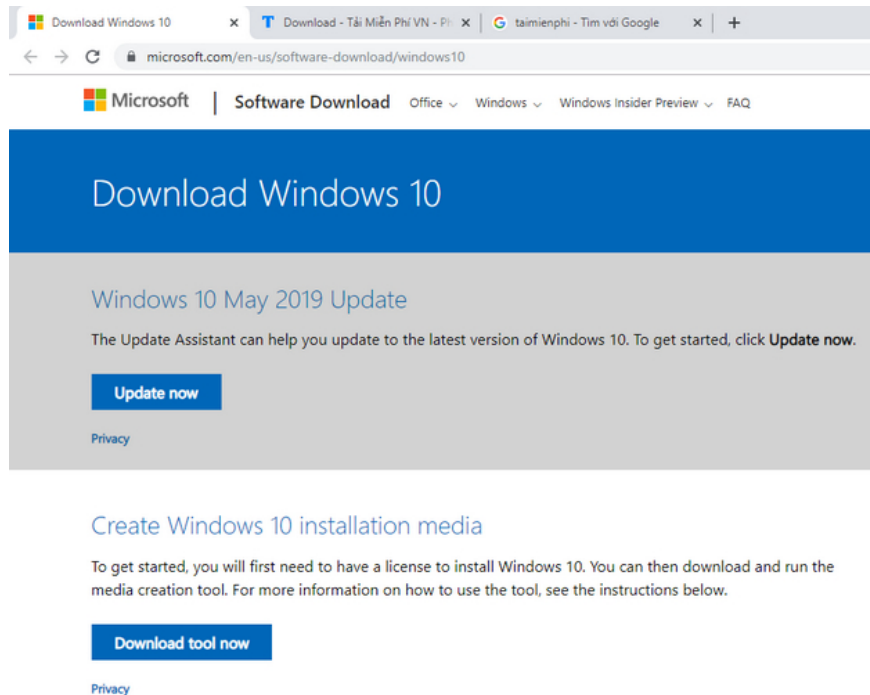 Download Windows 10
Download - Tải Miễn Phí VN - Ph
taimienphi - Tìm với Google
microsoft.com/en-us/software-download/windows10
Microsoft | Software Download Office Windows Windows Insider Preview FAQ
Download Windows 10
Windows 10 May 2019 Update
The Update Assistant can help you update to the latest version of Windows 10. To get started, click Update now.
Update now
Privacy
Create Windows 10 installation media
To get started, you will first need to have a license to install Windows 10. You can then download and run the
media creation tool. For more information on how to use the tool, see the instructions below.
Download tool now
Privacy